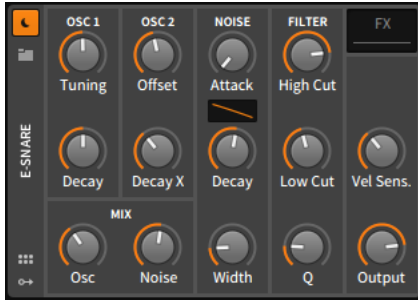 OSC 1
OSC 2
NOISE
FILTER
FX
Tuning
Offset
Attack
High Cut
E-SNARE
Decay
Decay X
Decay
Low Cut
Vel Sens.
MIX
Osc
Noise
Width
Q
Output